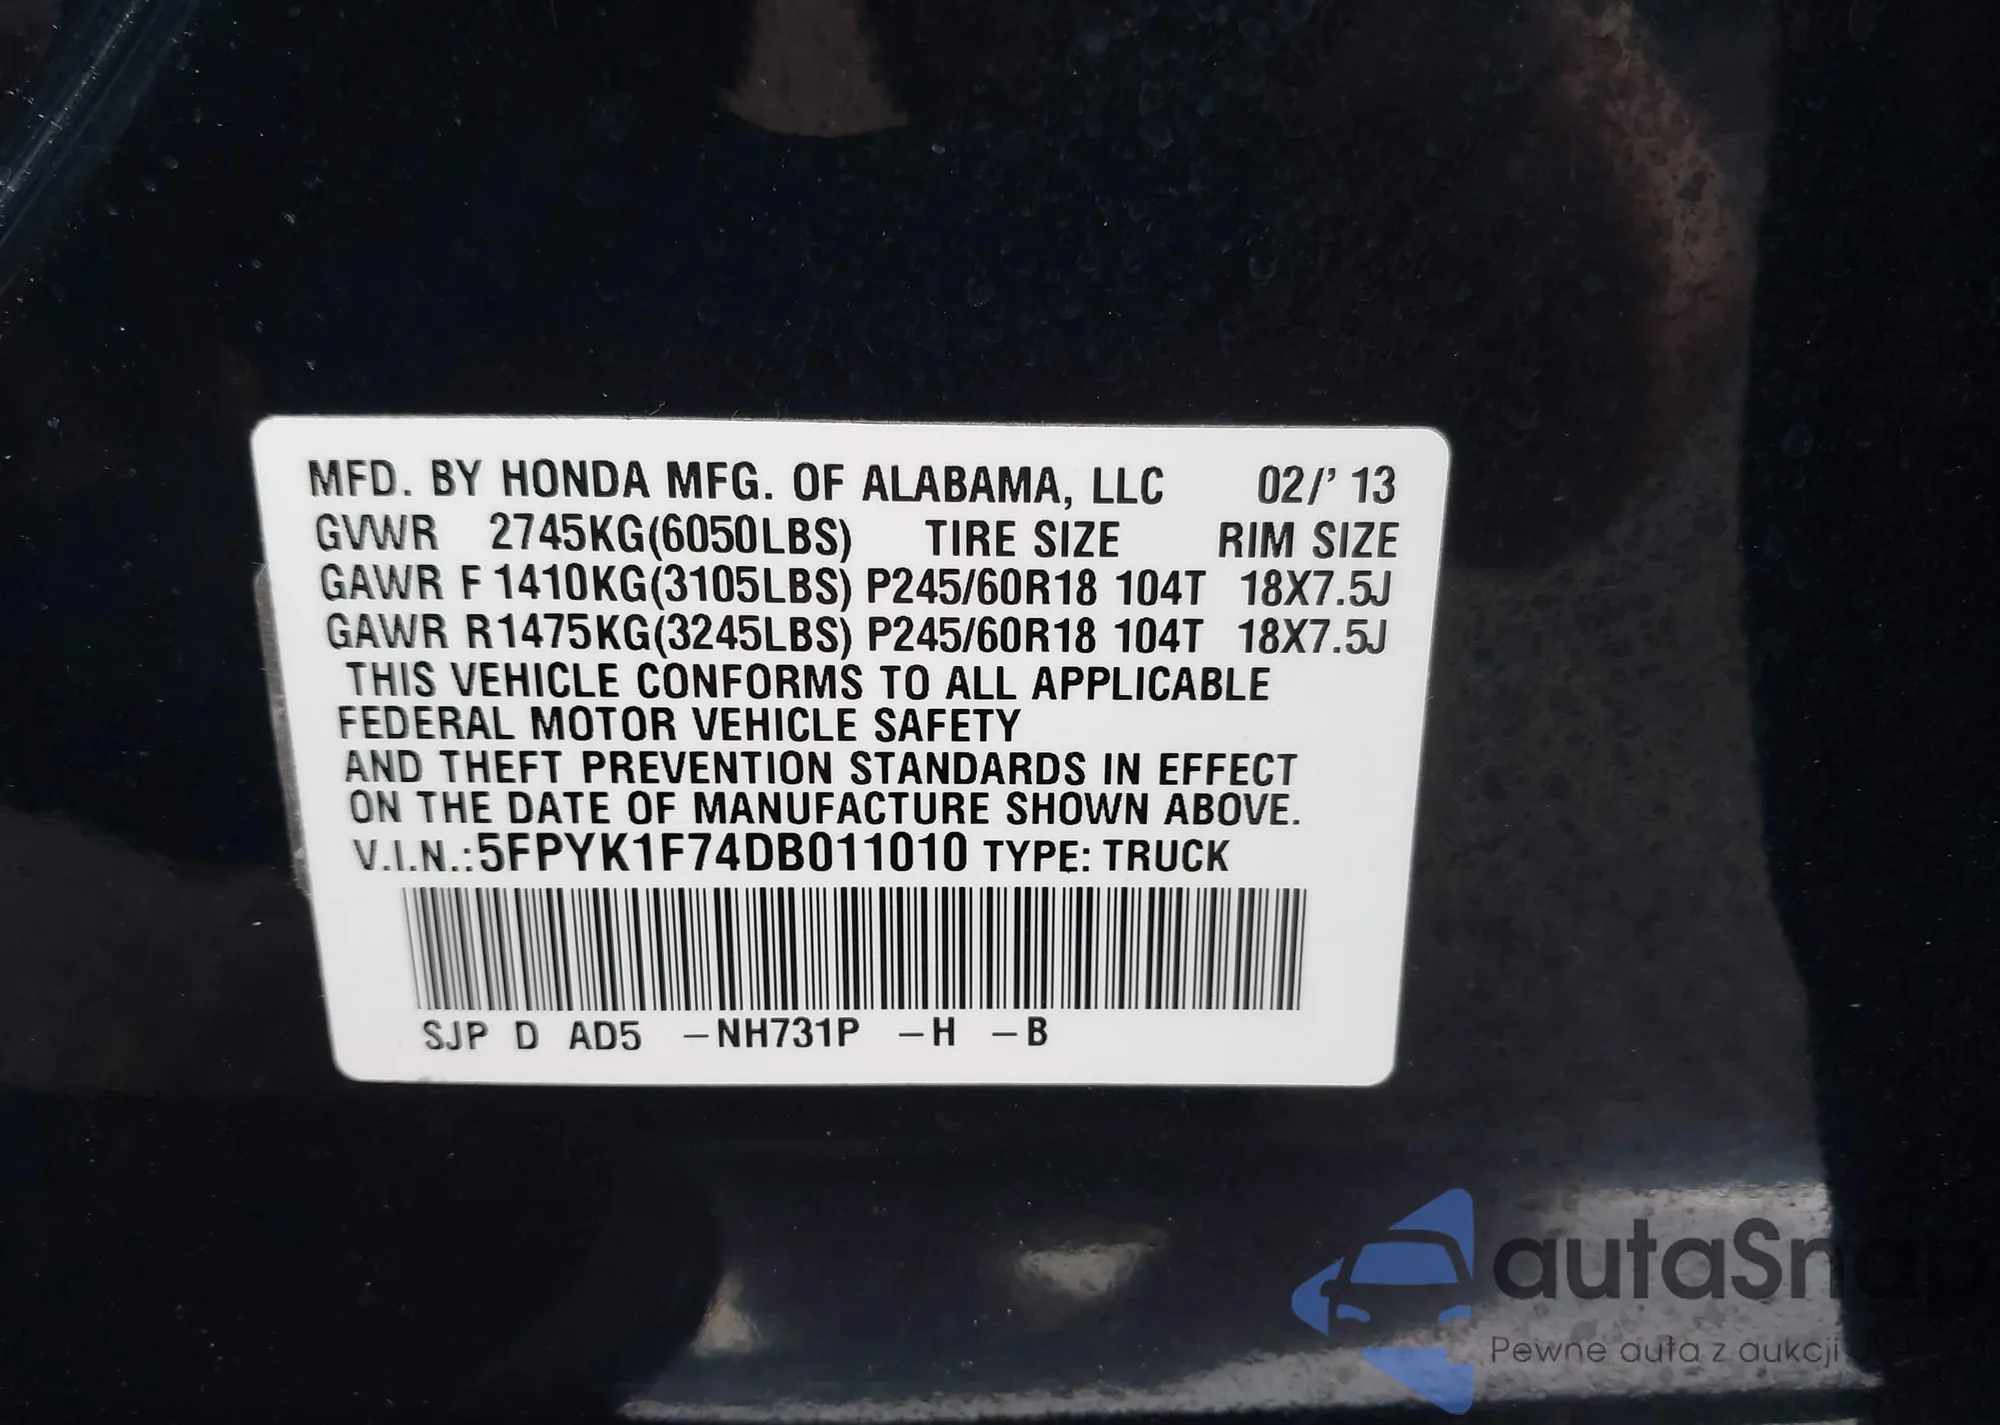 MFD. BY HONDA MFG. OF ALABAMA, LLC 02/' 13
GVWR 2745KG(6050LBS) TIRE SIZE RIM SIZE
GAWR F 1410KG(3105LBS) P245/60R18 104T 18X7.5J
GAWR R1475KG(3245LBS) P245/60R18 104T 18X7.5J
THIS VEHICLE CONFORMS TO ALL APPLICABLE
FEDERAL MOTOR VEHICLE SAFETY
AND THEFT PREVENTION STANDARDS IN EFFECT
ON THE DATE OF MANUFACTURE SHOWN ABOVE.
V.I.N.:5FPYK1F74DB011010 TYPE: TRUCK
SJP D AD5 –NH731P –H –B
autaSnap
Pewne auta z aukcji